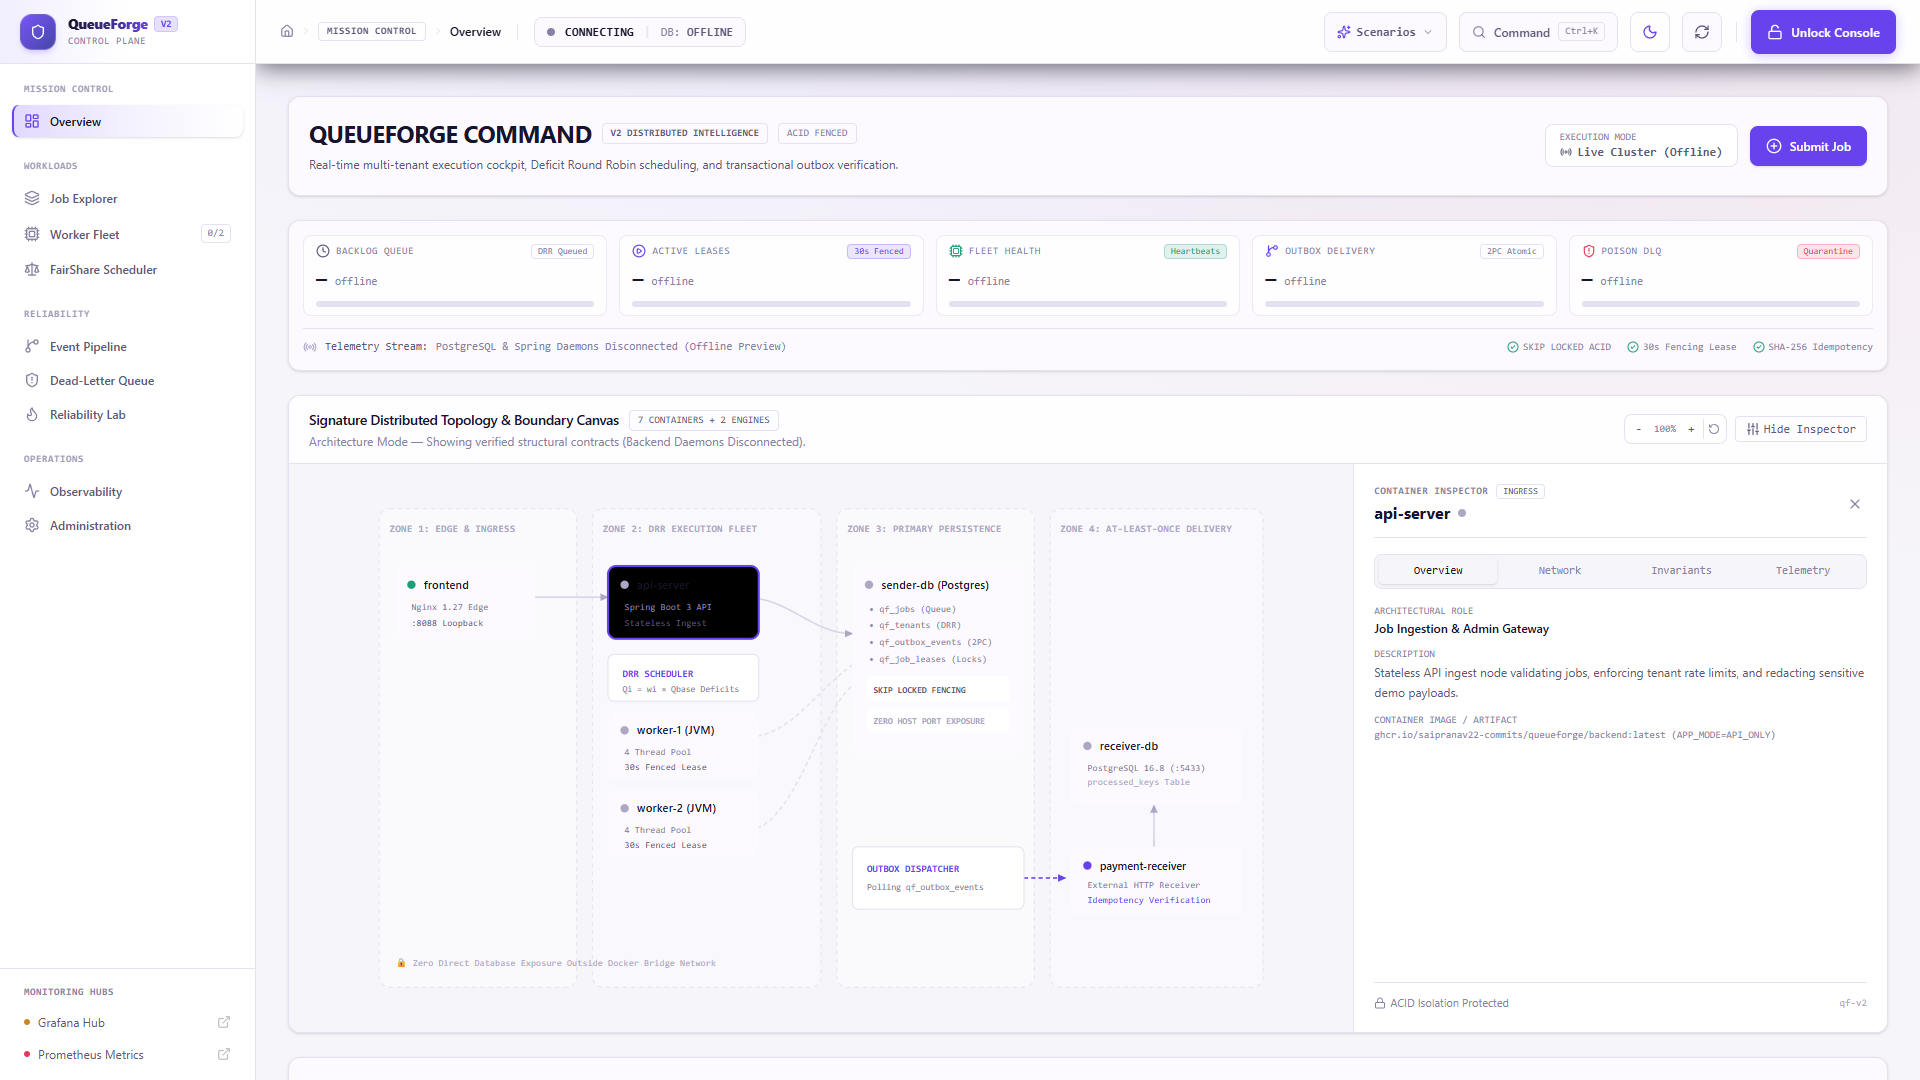 QueueForge V2
CONTROL PLANE
MISSION CONTROL
Overview
WORKLOADS
Job Explorer
Worker Fleet 0/2
FairShare Scheduler
RELIABILITY
Event Pipeline
Dead-Letter Queue
Reliability Lab
OPERATIONS
Observability
Administration
MONITORING HUBS
Grafana Hub
Prometheus Metrics
MISSION CONTROL Overview CONNECTING DB: OFFLINE
Scenarios Command Ctrl+K Unlock Console
QUEUEFORGE COMMAND V2 DISTRIBUTED INTELLIGENCE ACID FENCED
Real-time multi-tenant execution cockpit, Deficit Round Robin scheduling, and transactional outbox verification.
EXECUTION MODE
Live Cluster (Offline)
Submit Job
BACKLOG QUEUE DRR Queued
— offline
ACTIVE LEASES 30s Fenced
— offline
FLEET HEALTH Heartbeats
— offline
OUTBOX DELIVERY 2PC Atomic
— offline
POISON DLQ Quarantine
— offline
Telemetry Stream: PostgreSQL & Spring Daemons Disconnected (Offline Preview)
SKIP LOCKED ACID 30s Fencing Lease SHA-256 Idempotency
Signature Distributed Topology & Boundary Canvas 7 CONTAINERS + 2 ENGINES
Architecture Mode — Showing verified structural contracts (Backend Daemons Disconnected).
- 100% + Hide Inspector
ZONE 1: EDGE & INGRESS
frontend
Nginx 1.27 Edge
:8088 Loopback
ZONE 2: DRR EXECUTION FLEET
api-server
Spring Boot 3 API
Stateless Ingest
DRR SCHEDULER
Qi = wi × Qbase Deficits
worker-1 (JVM)
4 Thread Pool
30s Fenced Lease
worker-2 (JVM)
4 Thread Pool
30s Fenced Lease
ZONE 3: PRIMARY PERSISTENCE
sender-db (Postgres)
• qf_jobs (Queue)
• qf_tenants (DRR)
• qf_outbox_events (2PC)
• qf_job_leases (Locks)
SKIP LOCKED FENCING
ZERO HOST PORT EXPOSURE
OUTBOX DISPATCHER
Polling qf_outbox_events
ZONE 4: AT-LEAST-ONCE DELIVERY
receiver-db
PostgreSQL 16.8 (:5433)
processed_keys Table
payment-receiver
External HTTP Receiver
Idempotency Verification
🔒 Zero Direct Database Exposure Outside Docker Bridge Network
CONTAINER INSPECTOR INGRESS
api-server
Overview Network Invariants Telemetry
ARCHITECTURAL ROLE
Job Ingestion & Admin Gateway
DESCRIPTION
Stateless API ingest node validating jobs, enforcing tenant rate limits, and redacting sensitive
demo payloads.
CONTAINER IMAGE / ARTIFACT
ghcr.io/saipranav22-commits/queueforge/backend:latest (APP_MODE=API_ONLY)
ACID Isolation Protected qf-v2